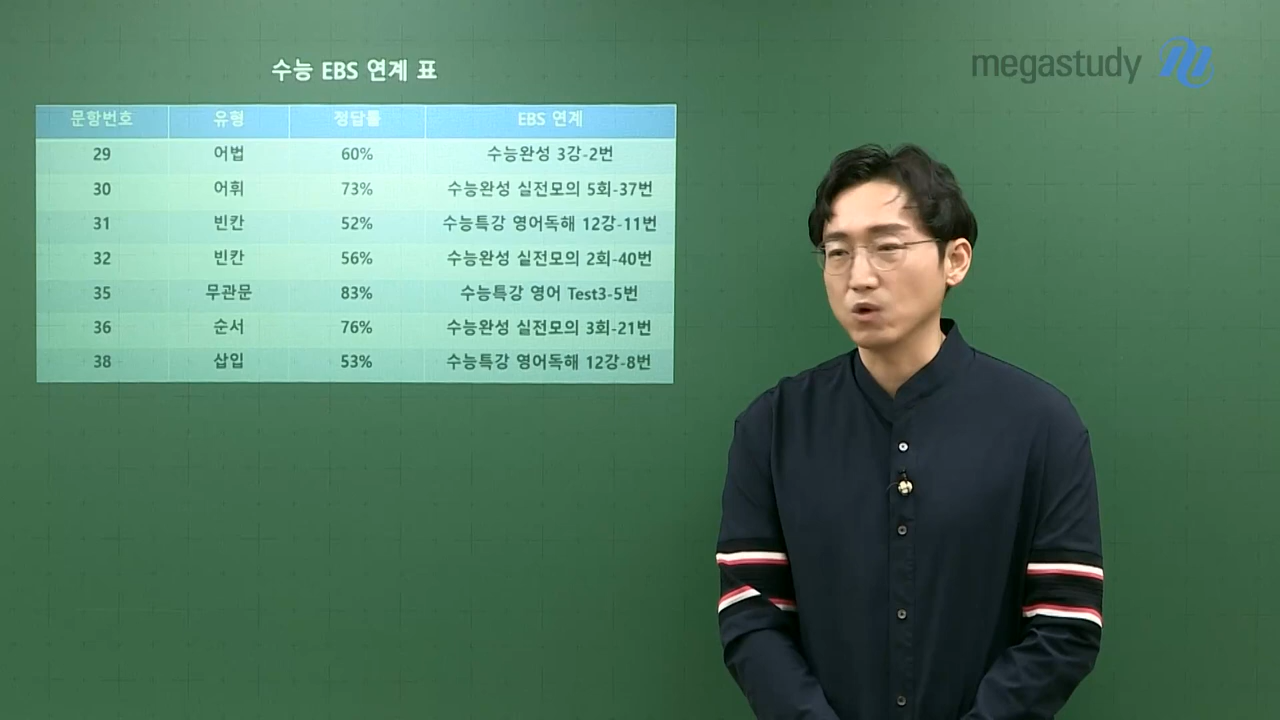 수능 EBS 연계 표
megastudy
문항번호 유형 정답률 EBS 연계
29 어법 60% 수능완성 3강-2번
30 어휘 73% 수능완성 실전모의 5회-37번
31 빈칸 52% 수능특강 영어독해 12강-11번
32 빈칸 56% 수능완성 실전모의 2회-40번
35 무관문 83% 수능특강 영어 Test3-5번
36 순서 76% 수능완성 실전모의 3회-21번
38 삽입 53% 수능특강 영어독해 12강-8번